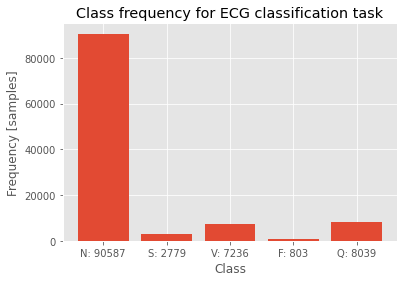 Class frequency for ECG classification task
Frequency [samples]
80000
60000
40000
20000
0
N: 90587 S: 2779 V: 7236 F: 803 Q: 8039
Class